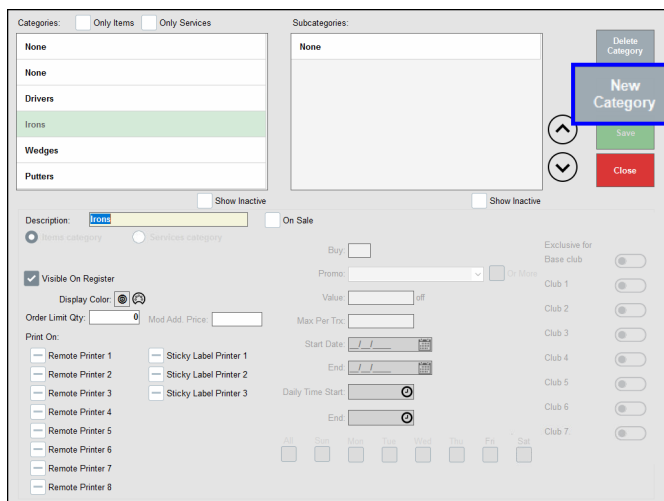 Categories: Only Items Only Services Subcategories:
None None Delete Category
None
Drivers New Category
Irons
Wedges Save
Putters Close
Show Inactive Show Inactive
Description: Irons On Sale
Items category Services category
Buy: Exclusive for Base club
Visible On Register Promo: Or More
Club 1
Display Color: Value: off
Club 2
Order Limit Qty: 0 Mod Add. Price: Max Per Trx:
Club 3
Print On: Start Date: _/_/___
Remote Printer 1 Sticky Label Printer 1 Club 4
Remote Printer 2 Sticky Label Printer 2 End: _/_/___
Remote Printer 3 Sticky Label Printer 3 Daily Time Start: Club 5
Remote Printer 4 Club 6
Remote Printer 5 End:
Club 7.
Remote Printer 6 All Sun Mon Tue Wed Thu Fri Sat
Remote Printer 7
Remote Printer 8